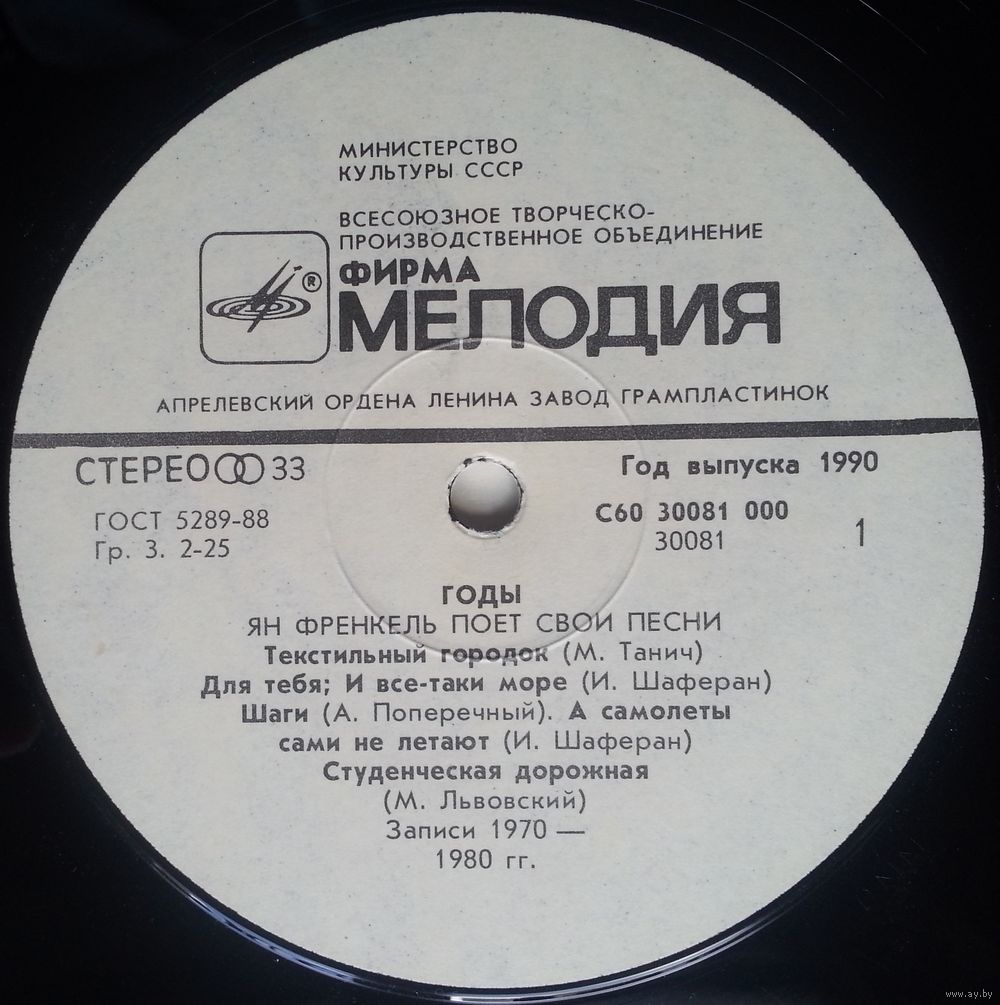 МИНИСТЕРСТВО
КУЛЬТУРЫ СССР
ВСЕСОЮЗНОЕ ТВОРЧЕСКО-
ПРОИЗВОДСТВЕННОЕ ОБЪЕДИНЕНИЕ
ФИРМА
®
МЕЛОДИЯ
АПРЕЛЕВСКИЙ ОРДЕНА ЛЕНИНА ЗАВОД ГРАМПЛАСТИНОК
СТЕРЕО 33
Год выпуска 1990
ГОСТ 5289-88
С60 30081 000
Гр. 3. 2-25
30081
1
ГОДЫ
ЯН ФРЕНКЕЛЬ ПОЕТ СВОИ ПЕСНИ
Текстильный городок (М. Танич)
Для тебя; И все-таки море (И. Шаферан)
Шаги (А. Поперечный). А самолеты
сами не летают (И. Шаферан)
Студенческая дорожная
(М. Львовский)
Записи 1970 —
1980 гг.
www.ay.by